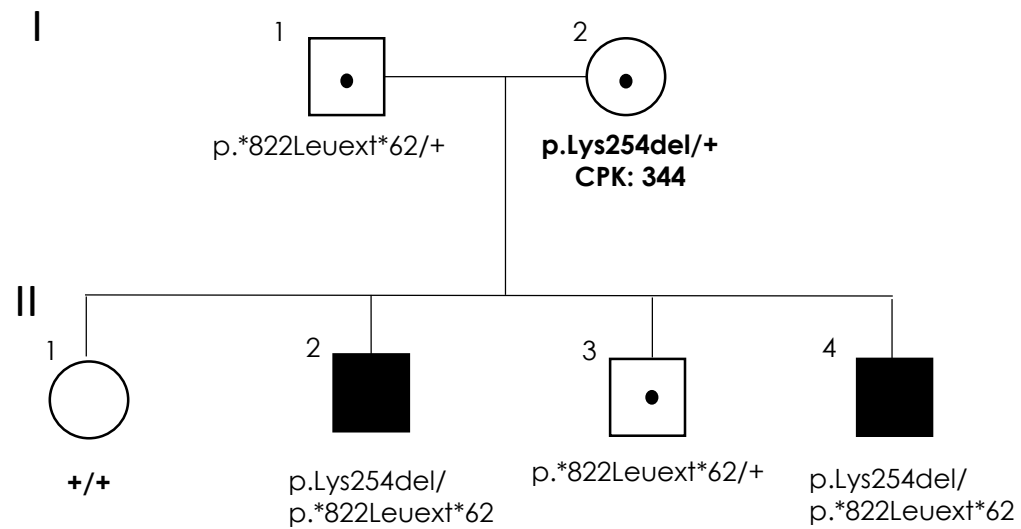 I
1
2
p.*822Leuext*62/+
p.Lys254del/+
CPK: 344
II
1
2
3
4
+/+
p.Lys254del/
p.*822Leuext*62
p.*822Leuext*62/+
p.Lys254del/
p.*822Leuext*62